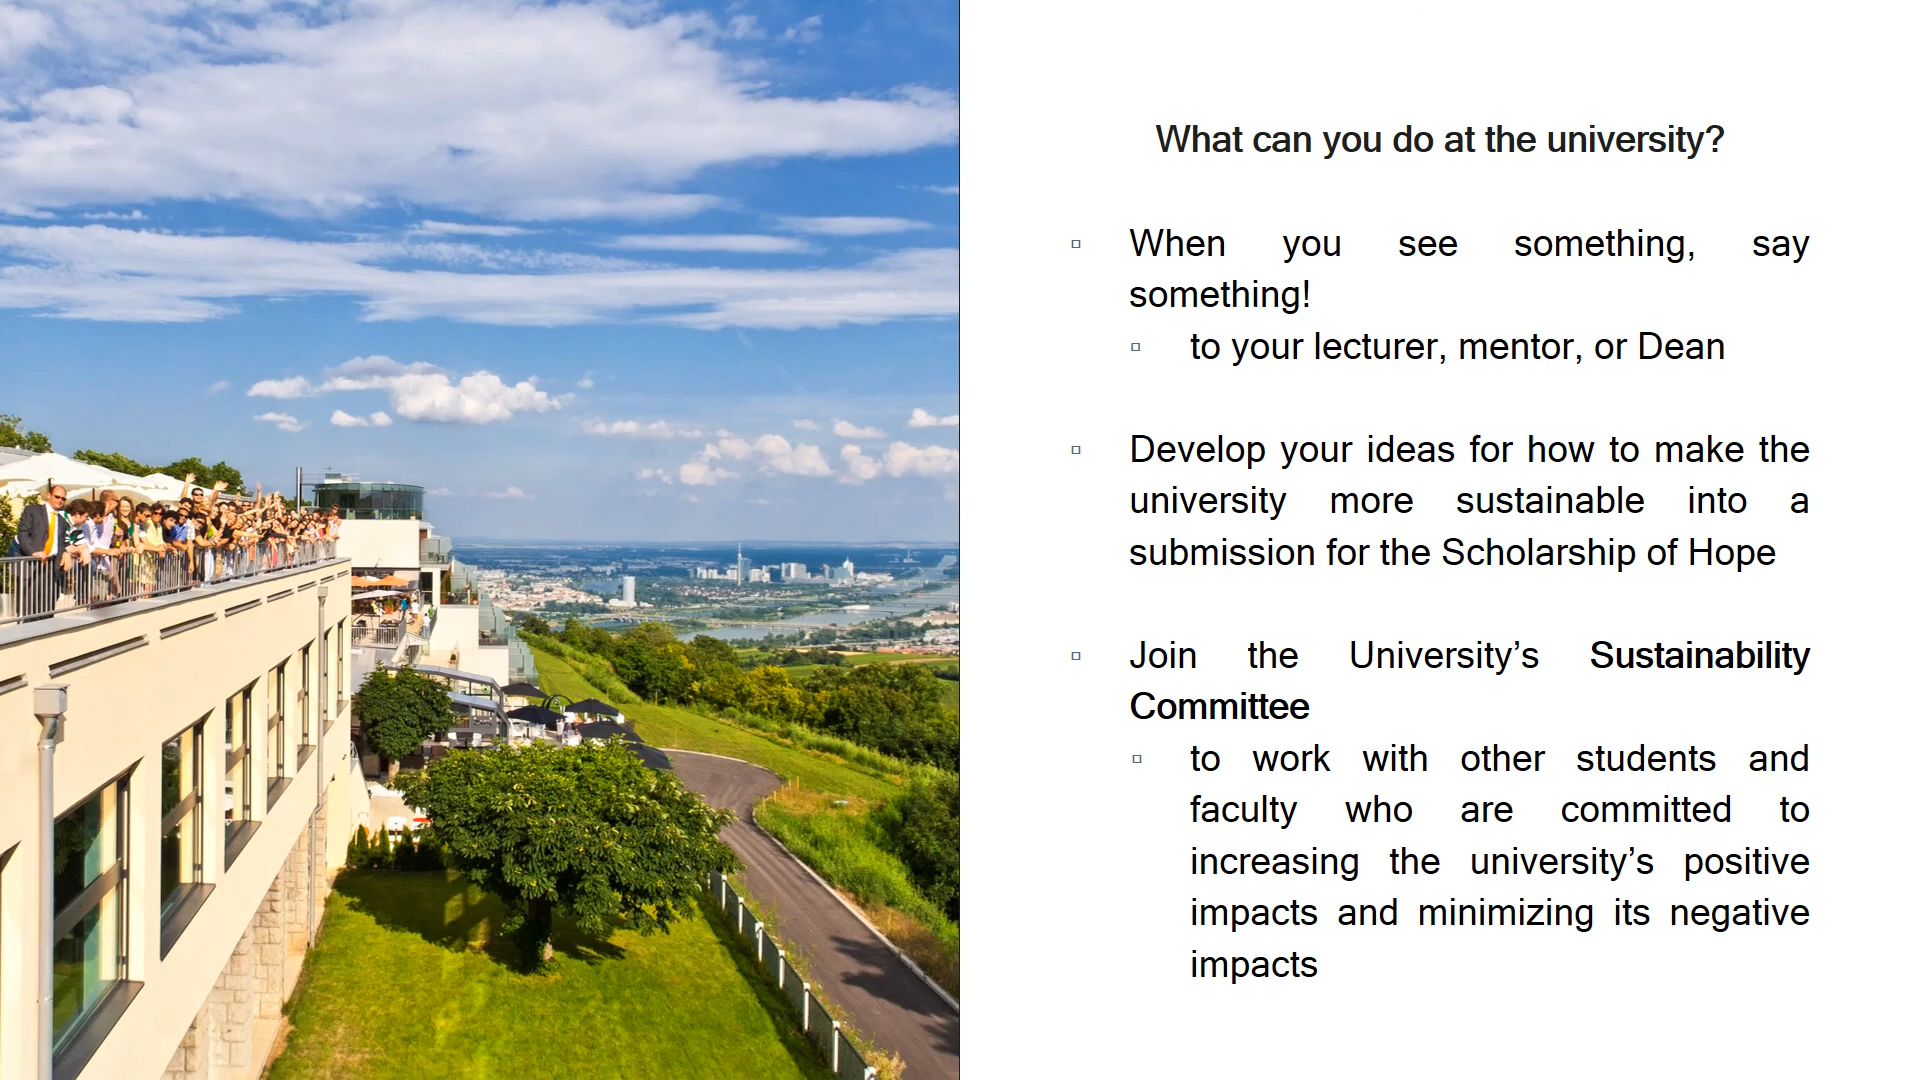 What can you do at the university?
When you see something, say
something!
to your lecturer, mentor, or Dean
Develop your ideas for how to make the
university more sustainable into a
submission for the Scholarship of Hope
Join the University’s Sustainability
Committee
to work with other students and
faculty who are committed to
increasing the university’s positive
impacts and minimizing its negative
impacts